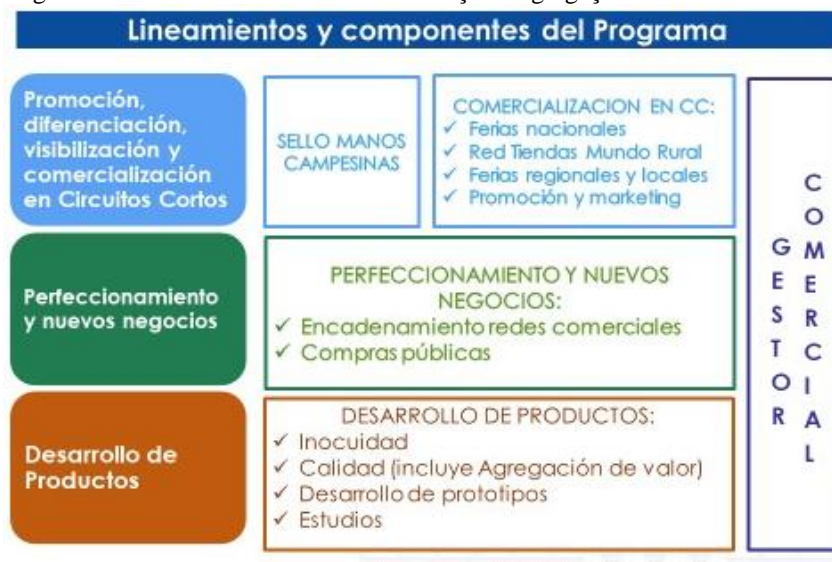 Lineamientos y componentes del Programa
Promoción,
diferenciación,
visibilización y
comercialización
en Circuitos Cortos
SELLO MANOS
CAMPESINAS
COMERCIALIZACION EN CC:
✓ Ferias nacionales
✓ Red Tiendas Mundo Rural
✓ Ferias regionales y locales
✓ Promoción y marketing
Perfeccionamiento
y nuevos negocios
PERFECCIONAMIENTO Y NUEVOS
NEGOCIOS:
✓ Encadenamiento redes comerciales
✓ Compras públicas
Desarrollo de
Productos
DESARROLLO DE PRODUCTOS:
✓ Inocuidad
✓ Calidad (incluye Agregación de valor)
✓ Desarrollo de prototipos
✓ Estudios
GESTOR
COMERCIAL